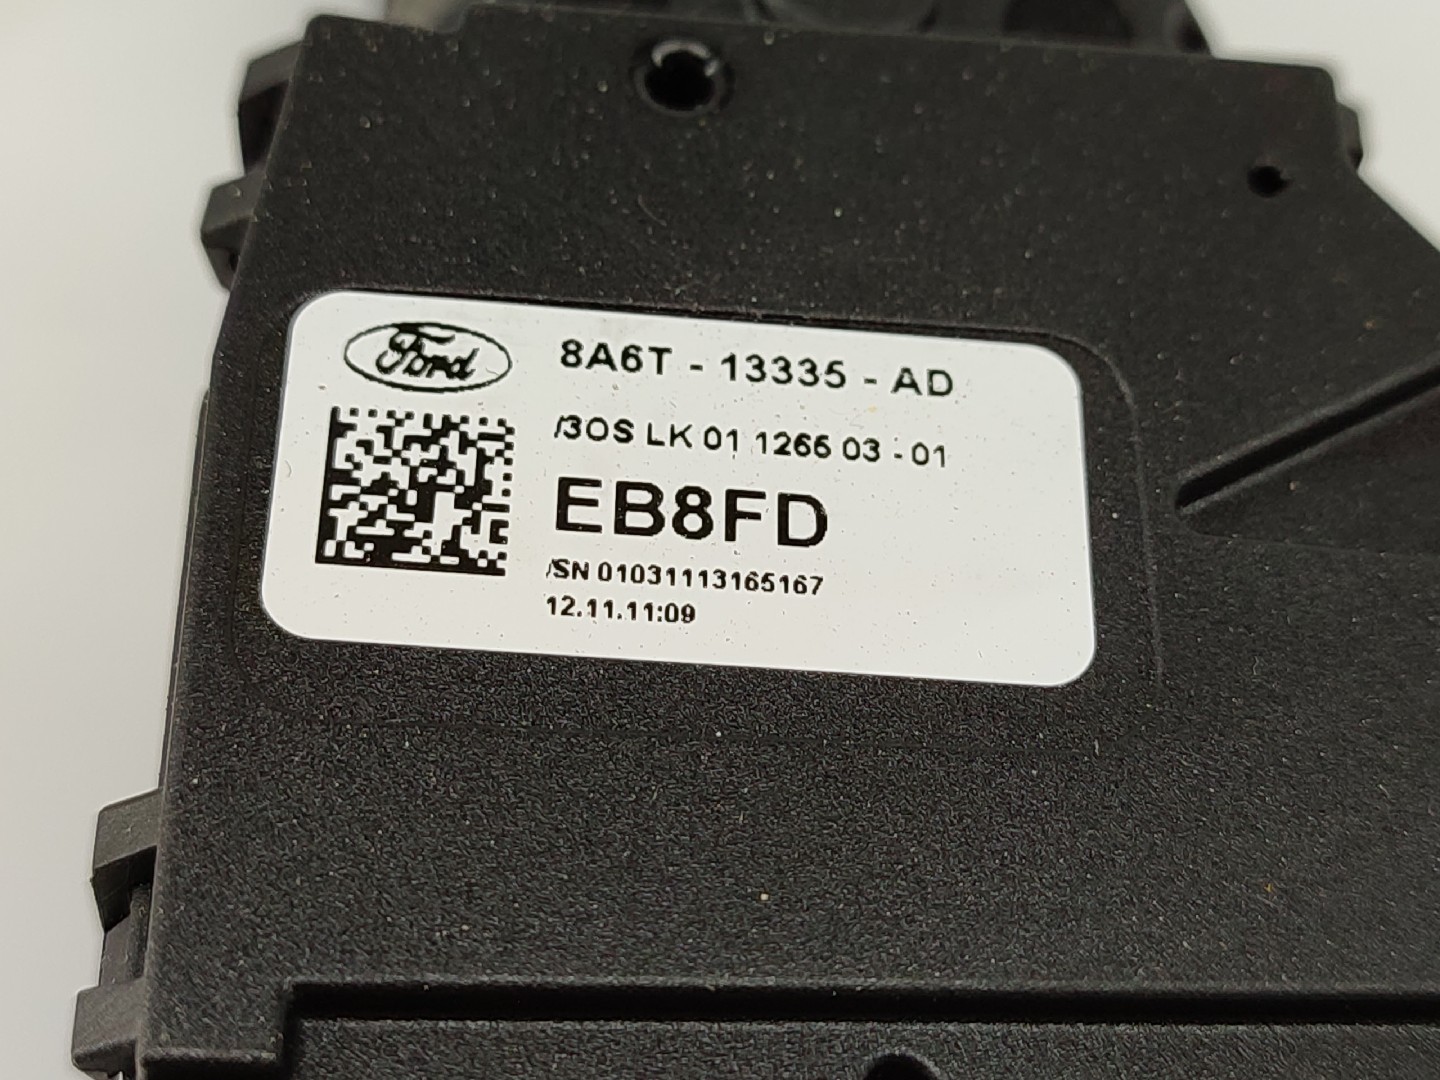 Ford
8A6T - 13335 - AD
/3OS LK 01 1266 03 - 01
EB8FD
/SN 01031113165167
12.11.11:09